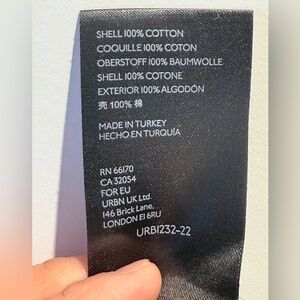 SHELL 100% COTTON
COQUILLE 100% COTON
OBERSTOFF 100% BAUMWOLLE
SHELL 100% COTONE
EXTERIOR 100% ALGODÓN
売 100% 棉
MADE IN TURKEY
HECHO EN TURQUÍA
RN 66170
CA 32054
FOR EU
URBN UK Ltd.
146 Brick Lane,
LONDON E1 6RU
URBI232-22